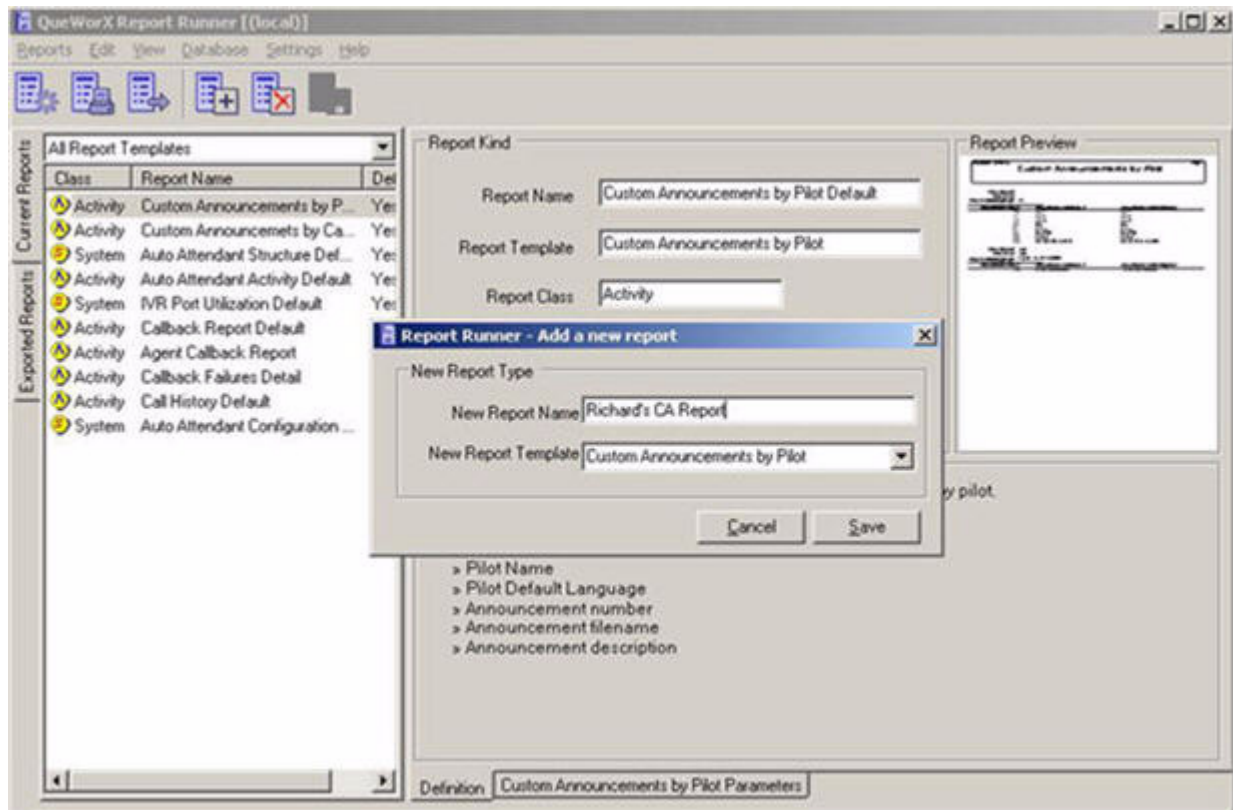 QueWorX Report Runner [(local)]
Reports Edit View Database Settings Help
Current Reports
Exported Reports
All Report Templates
Class Report Name Def
Activity Custom Announcements by P... Yes
Activity Custom Announcemets by Ca... Yes
System Auto Attendant Structure Def... Yes
Activity Auto Attendant Activity Default Yes
System IVR Port Utilization Default Yes
Activity Callback Report Default
Activity Agent Callback Report
Activity Callback Failures Detail
Activity Call History Default
System Auto Attendant Configuration ...
Report Kind
Report Name Custom Announcements by Pilot Default
Report Template Custom Announcements by Pilot
Report Class Activity
Report Preview
Custom Announcements by Pilot
Report Runner - Add a new report
New Report Type
New Report Name Richard's CA Report
New Report Template Custom Announcements by Pilot
Cancel Save
by pilot.
» Pilot Name
» Pilot Default Language
» Announcement number
» Announcement filename
» Announcement description
Definition Custom Announcements by Pilot Parameters